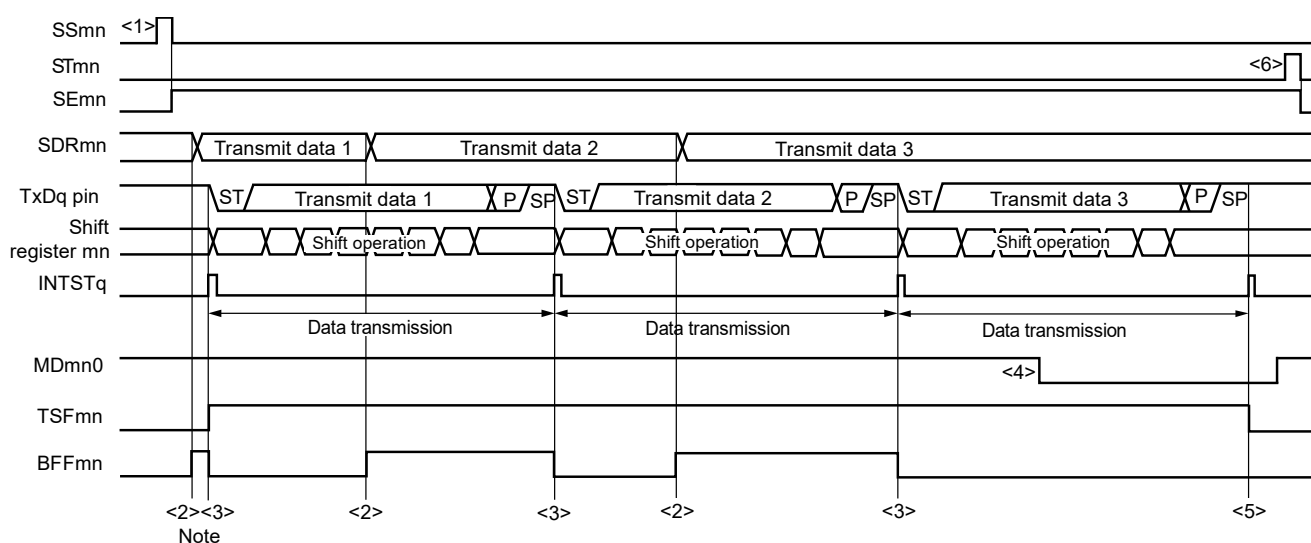 SSmn <1>
STmn <6>
SEmn
SDRmn Transmit data 1 Transmit data 2 Transmit data 3
TxDq pin ST Transmit data 1 P SP ST Transmit data 2 P SP ST Transmit data 3 P SP
Shift
register mn Shift operation Shift operation Shift operation
INTSTq
Data transmission Data transmission Data transmission
MDmn0 <4>
TSFmn
BFFmn
<2> <3> <2> <3> <2> <3> <5>
Note